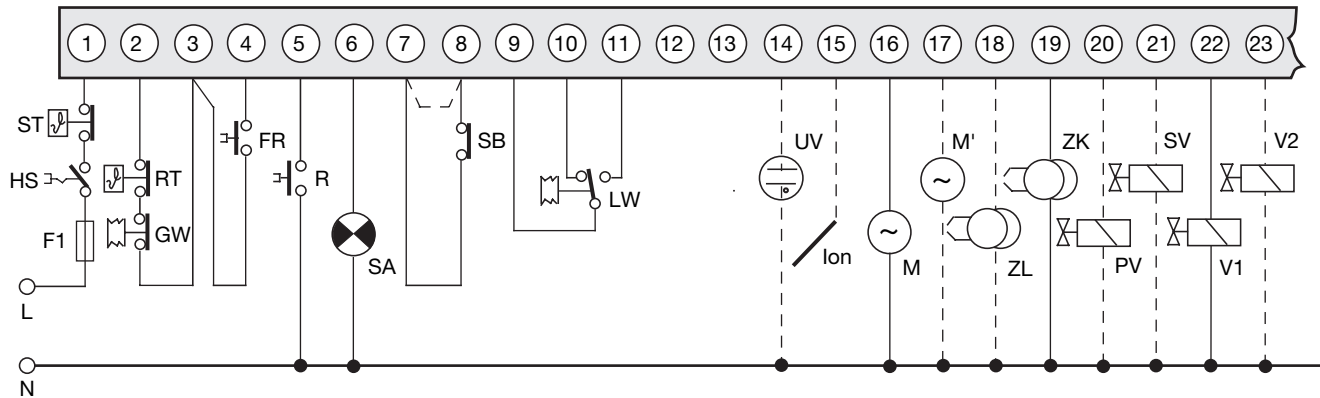 1 2 3 4 5 6 7 8 9 10 11 12 13 14 15 16 17 18 19 20 21 22 23
ST FR SB UV M' ZK SV V2
HS RT R LW
F1 GW SA Ion M ZL PV V1
L
N